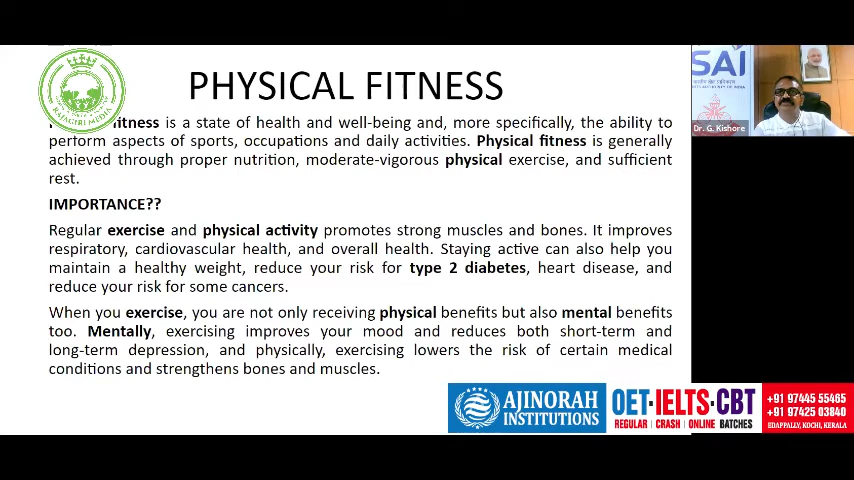 PHYSICAL FITNESS
RAJAGIRI MEDIA
fitness is a state of health and well-being and, more specifically, the ability to
perform aspects of sports, occupations and daily activities. Physical fitness is generally
achieved through proper nutrition, moderate-vigorous physical exercise, and sufficient
rest.
IMPORTANCE??
Regular exercise and physical activity promotes strong muscles and bones. It improves
respiratory, cardiovascular health, and overall health. Staying active can also help you
maintain a healthy weight, reduce your risk for type 2 diabetes, heart disease, and
reduce your risk for some cancers.
When you exercise, you are not only receiving physical benefits but also mental benefits
too. Mentally, exercising improves your mood and reduces both short-term and
long-term depression, and physically, exercising lowers the risk of certain medical
conditions and strengthens bones and muscles.
SAI
Dr. G. Kishore
AJINORAH
INSTITUTIONS
OET·IELTS·CBT
REGULAR | CRASH | ONLINE BATCHES
+91 97445 55465
+91 97425 03840
EDAPPALLY, KOCHI, KERALA